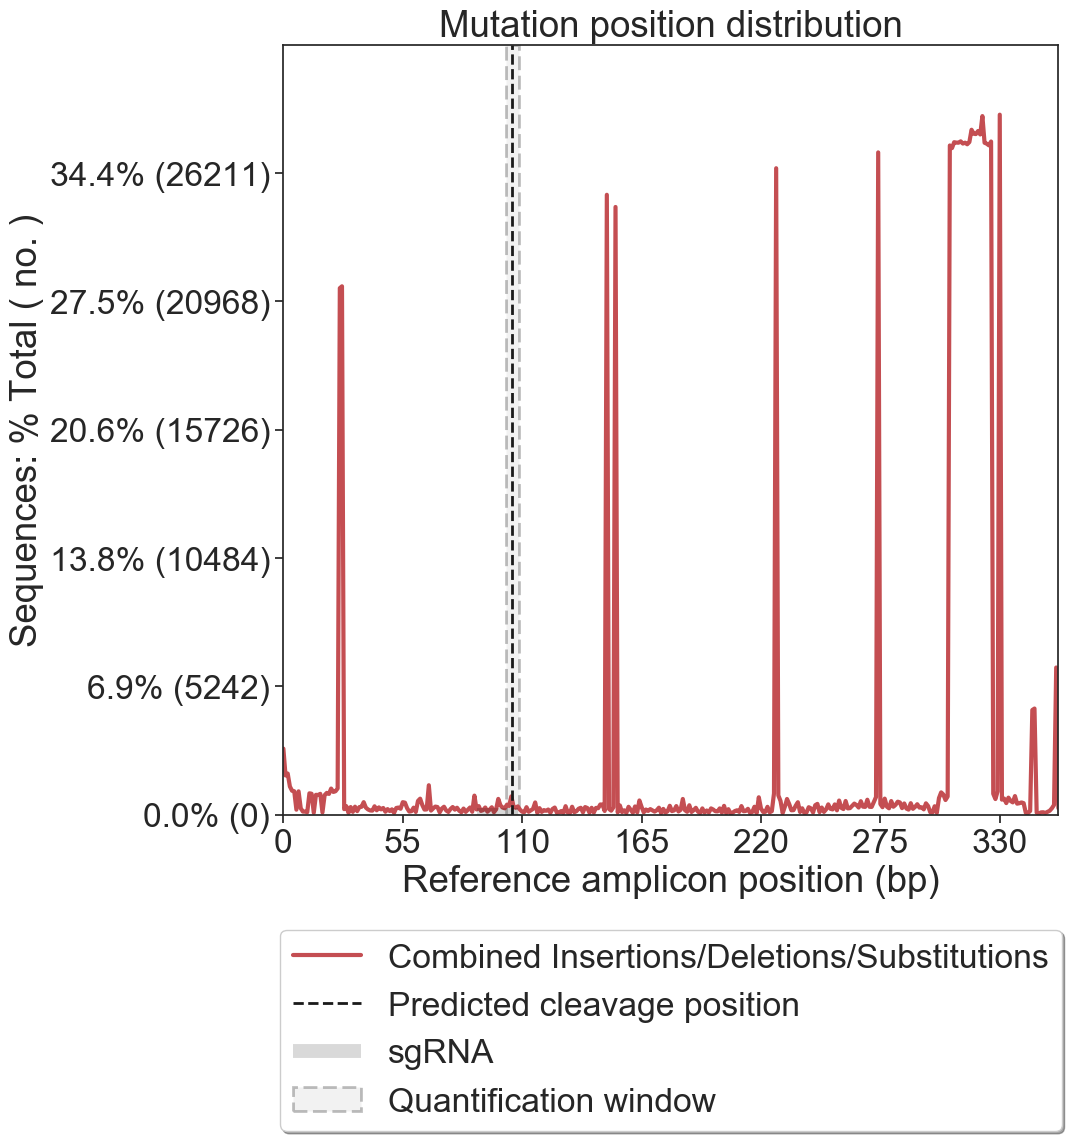 Mutation position distribution
Sequences: % Total ( no. )
34.4% (26211)
27.5% (20968)
20.6% (15726)
13.8% (10484)
6.9% (5242)
0.0% (0)
0 55 110 165 220 275 330
Reference amplicon position (bp)
Combined Insertions/Deletions/Substitutions
Predicted cleavage position
sgRNA
Quantification window